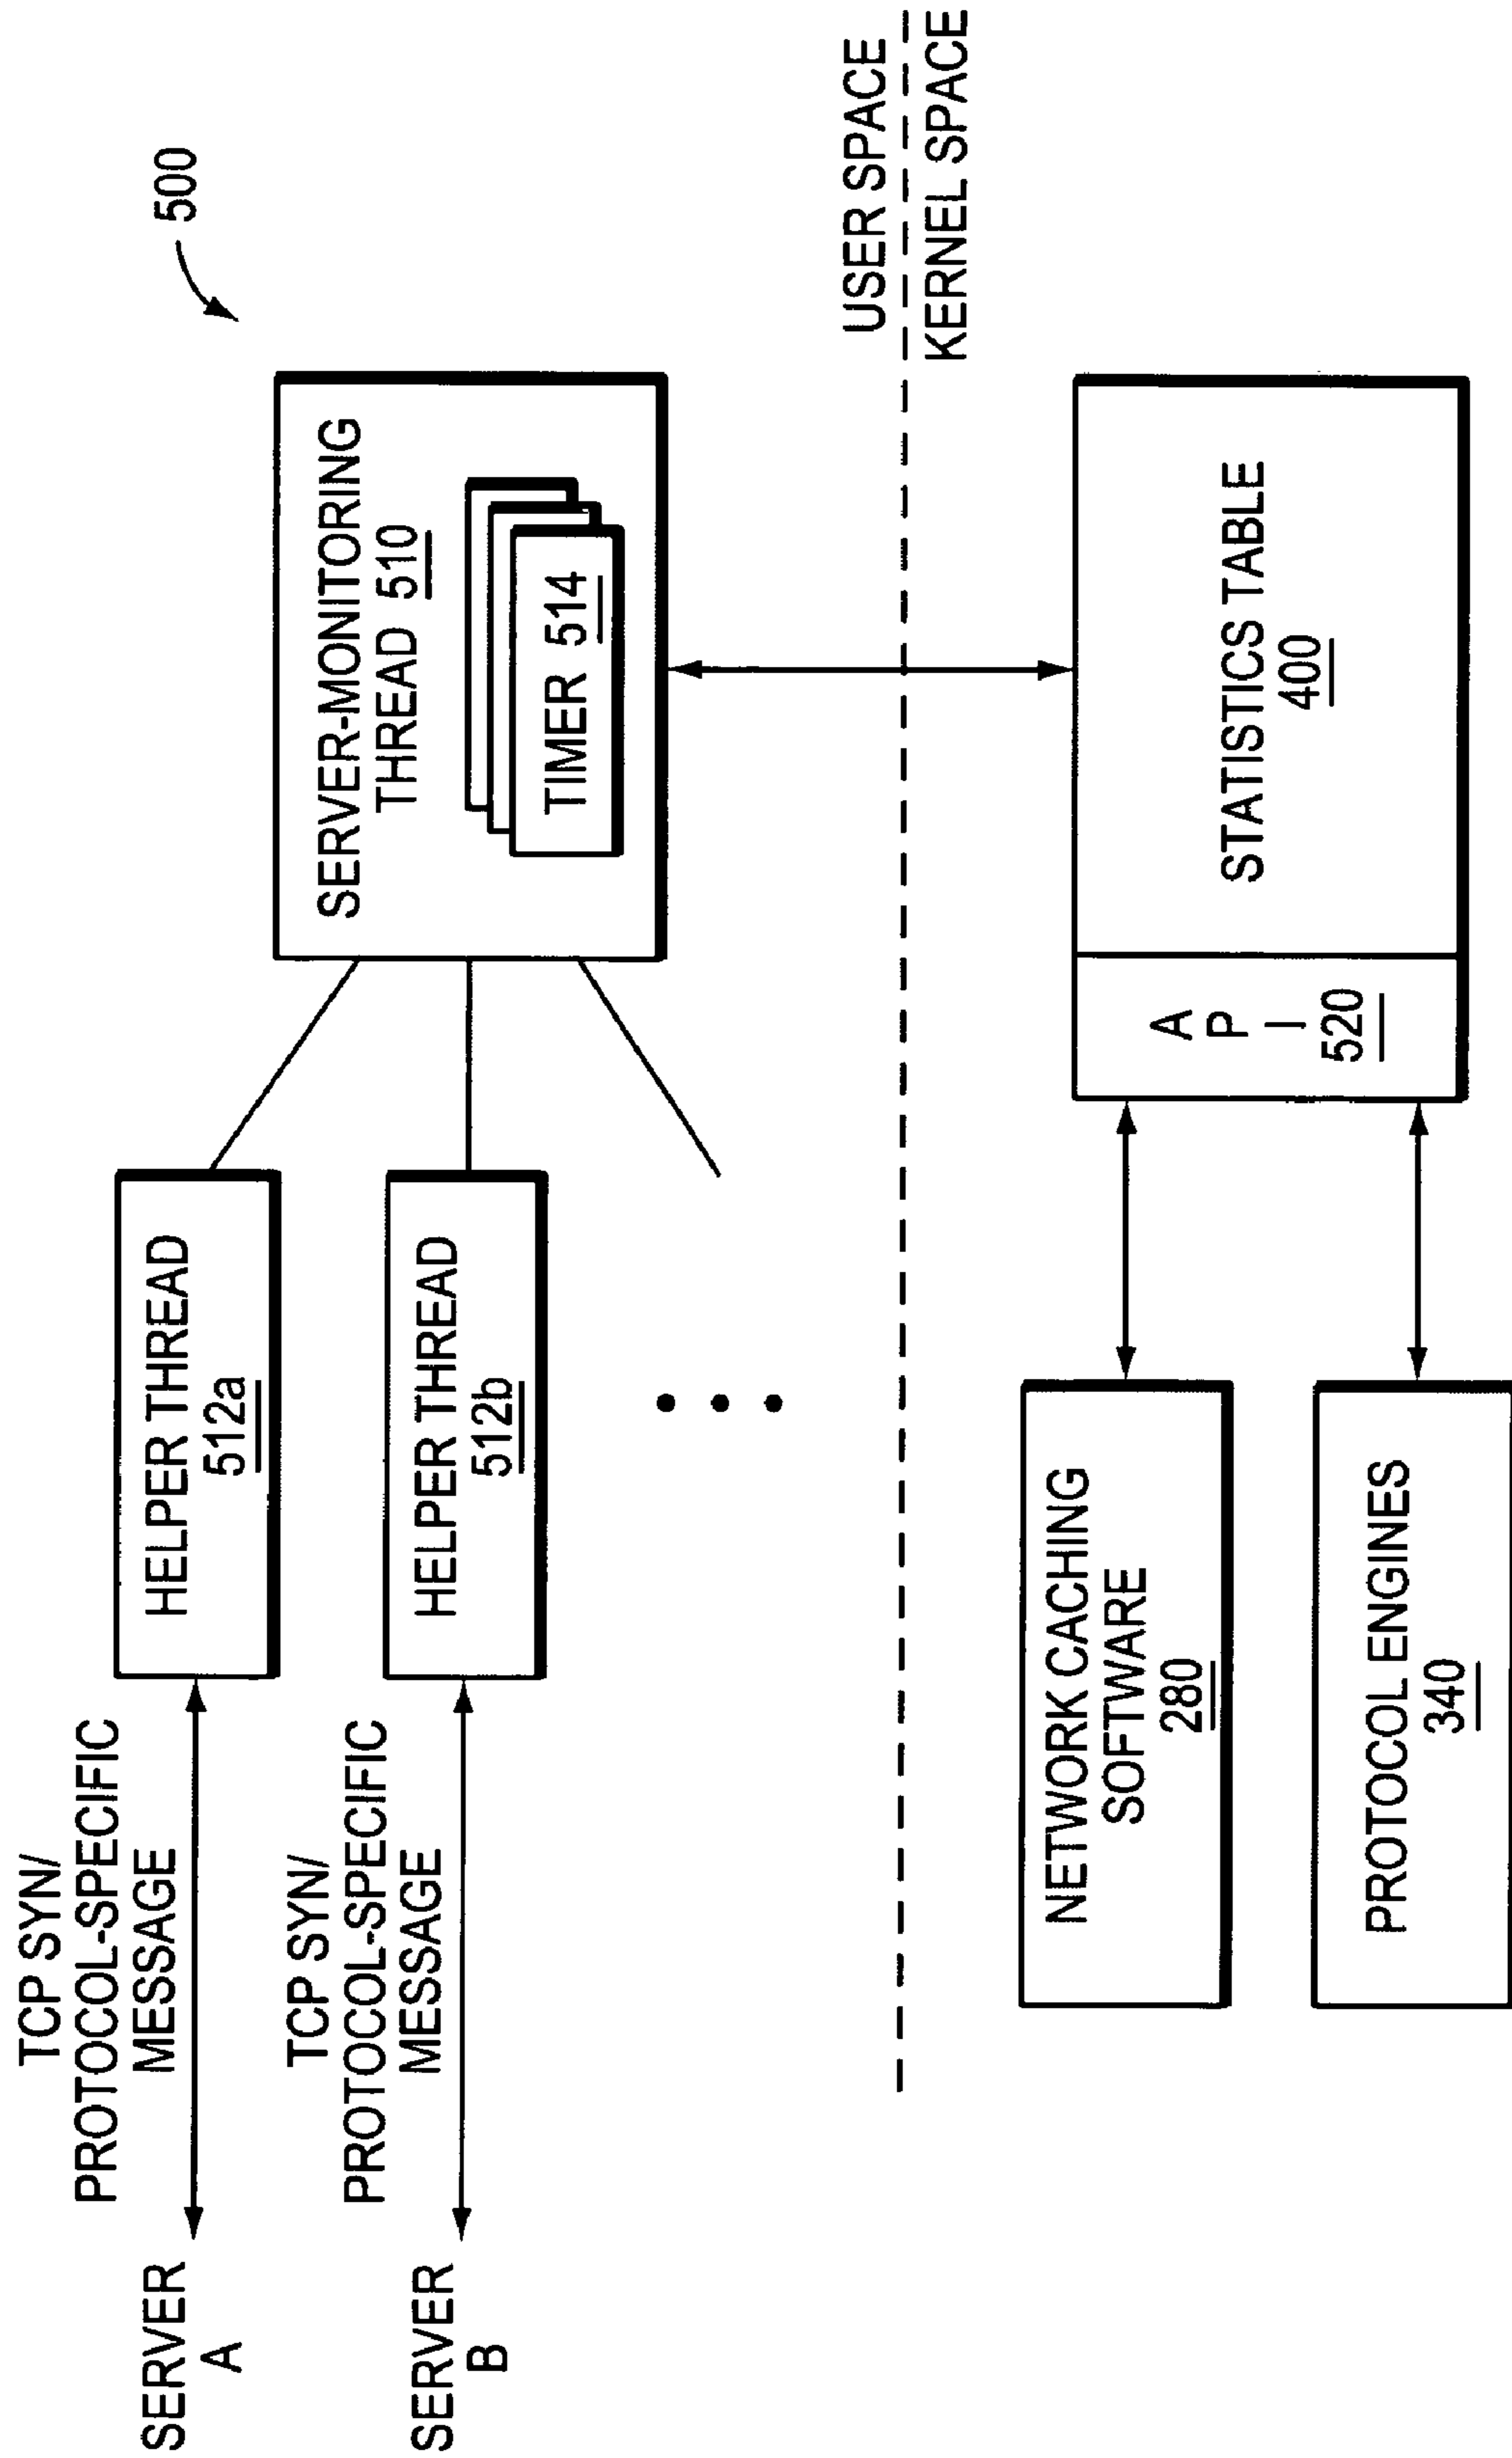 500
SERVER
A
TCP SYN/
PROTOCOL-SPECIFIC
MESSAGE
HELPER THREAD
512a
SERVER
B
TCP SYN/
PROTOCOL-SPECIFIC
MESSAGE
HELPER THREAD
512b
SERVER-MONITORING
THREAD 510
TIMER 514
USER SPACE
KERNEL SPACE
NETWORK CACHING
SOFTWARE
280
PROTOCOL ENGINES
340
A
P
I
520
STATISTICS TABLE
400